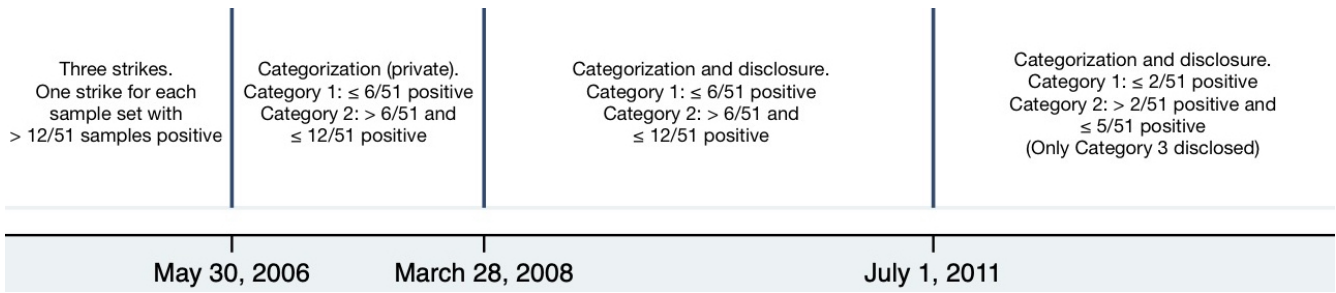 Three strikes.
One strike for each
sample set with
> 12/51 samples positive
Categorization (private).
Category 1: ≤ 6/51 positive
Category 2: > 6/51 and
≤ 12/51 positive
Categorization and disclosure.
Category 1: ≤ 6/51 positive
Category 2: > 6/51 and
≤ 12/51 positive
Categorization and disclosure.
Category 1: ≤ 2/51 positive
Category 2: > 2/51 positive and
≤ 5/51 positive
(Only Category 3 disclosed)
May 30, 2006
March 28, 2008
July 1, 2011